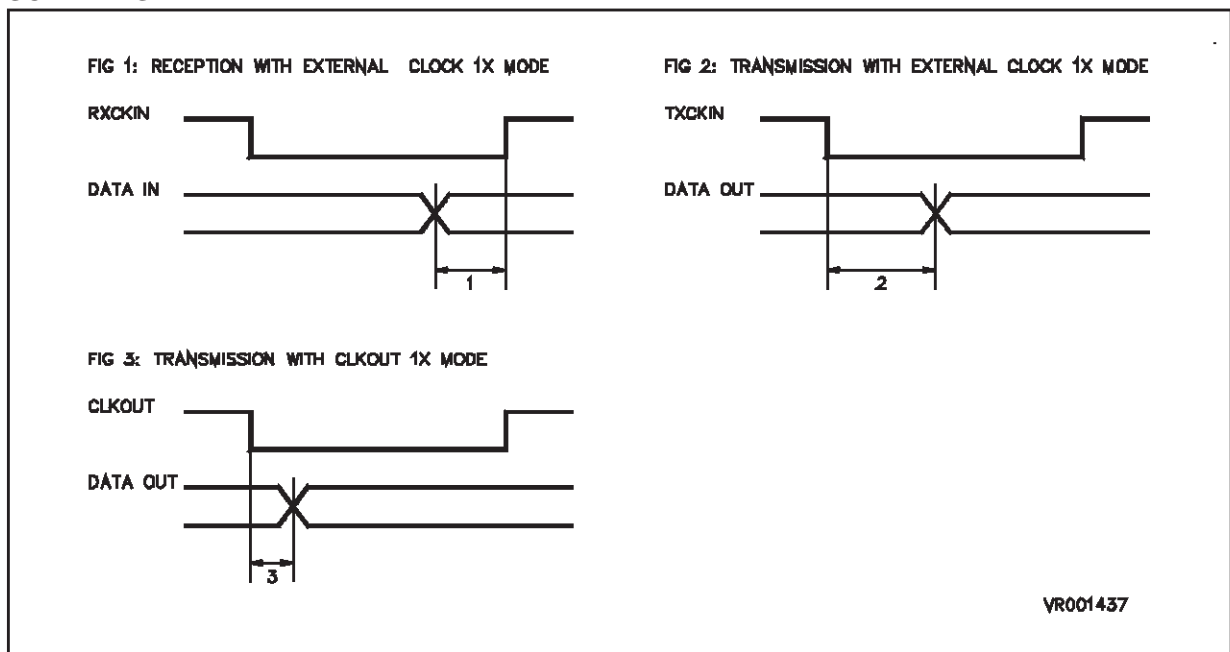 FIG 1: RECEPTION WITH EXTERNAL CLOCK 1X MODE
RXCKIN
DATA IN
1
FIG 2: TRANSMISSION WITH EXTERNAL CLOCK 1X MODE
TXCKIN
DATA OUT
2
FIG 3: TRANSMISSION WITH CLKOUT 1X MODE
CLKOUT
DATA OUT
3
VR001437